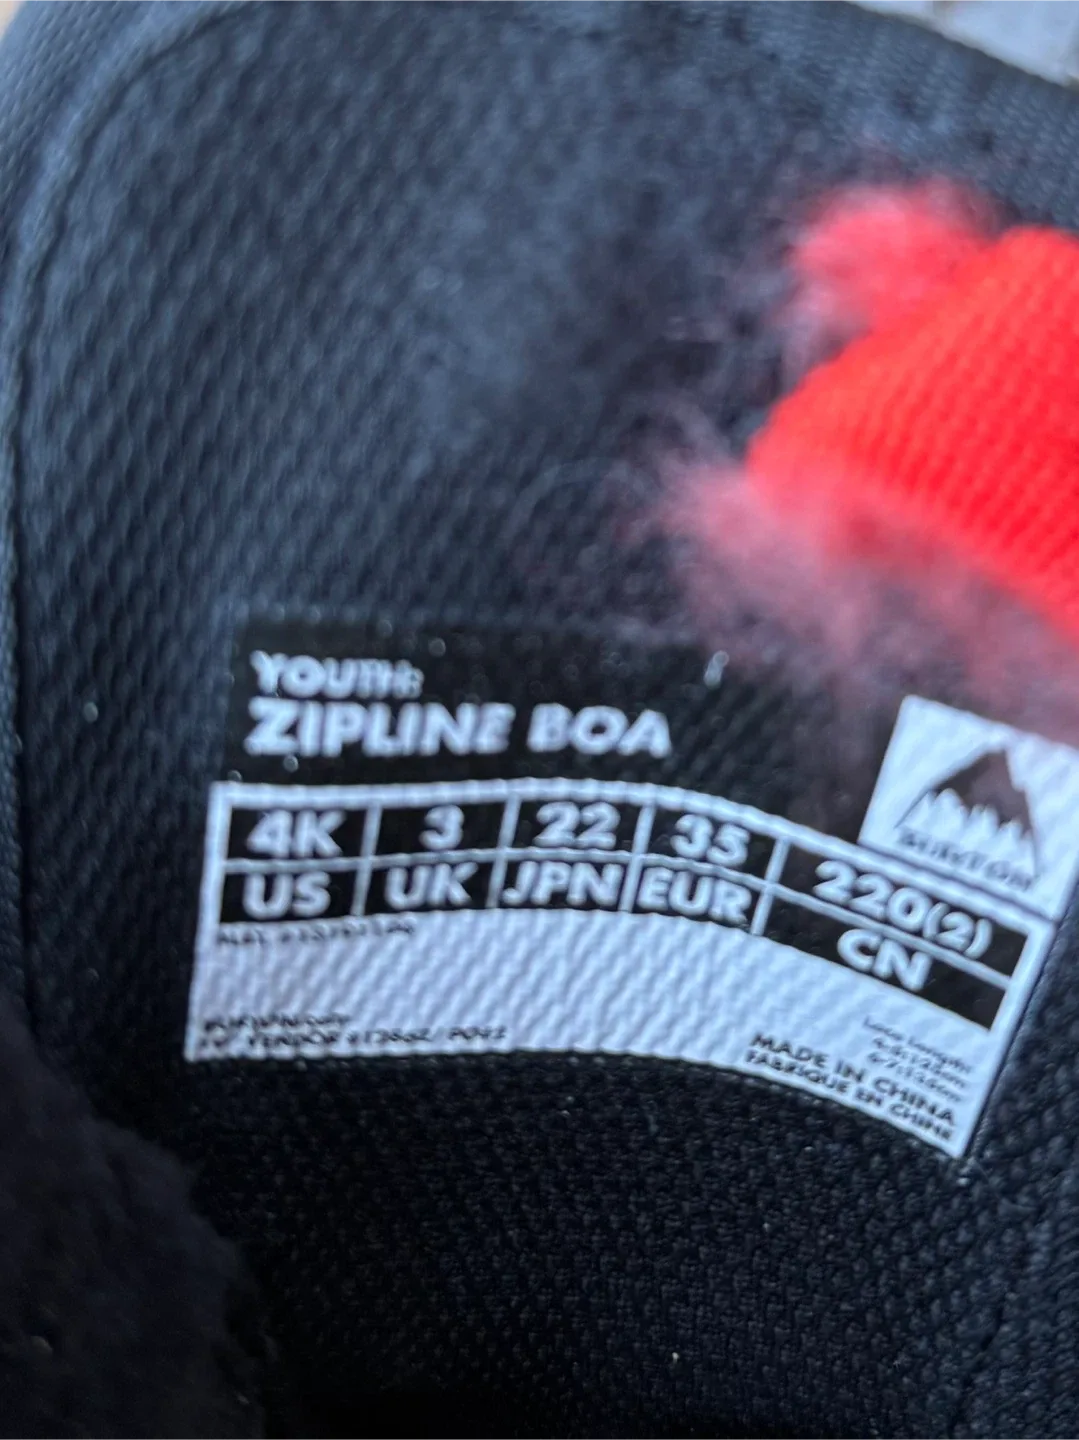 YOUTH:
ZIPLINE BOA
4K 3 22 35 220(2)
US UK JPN EUR CN
BURTON
MADE IN CHINA
FABRIQUE EN CHINE